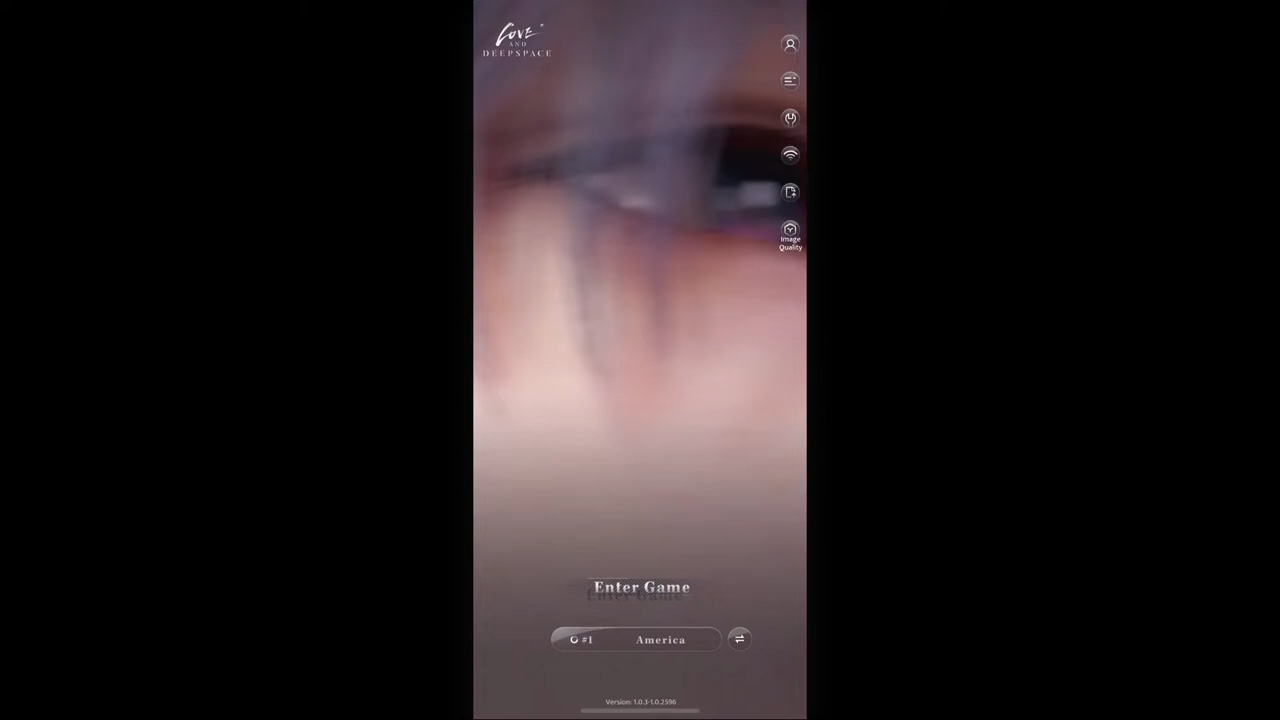 Love
AND
DEEPSPACE
Image
Quality
Enter Game
#1 America
Version: 1.0.3-1.0.2596